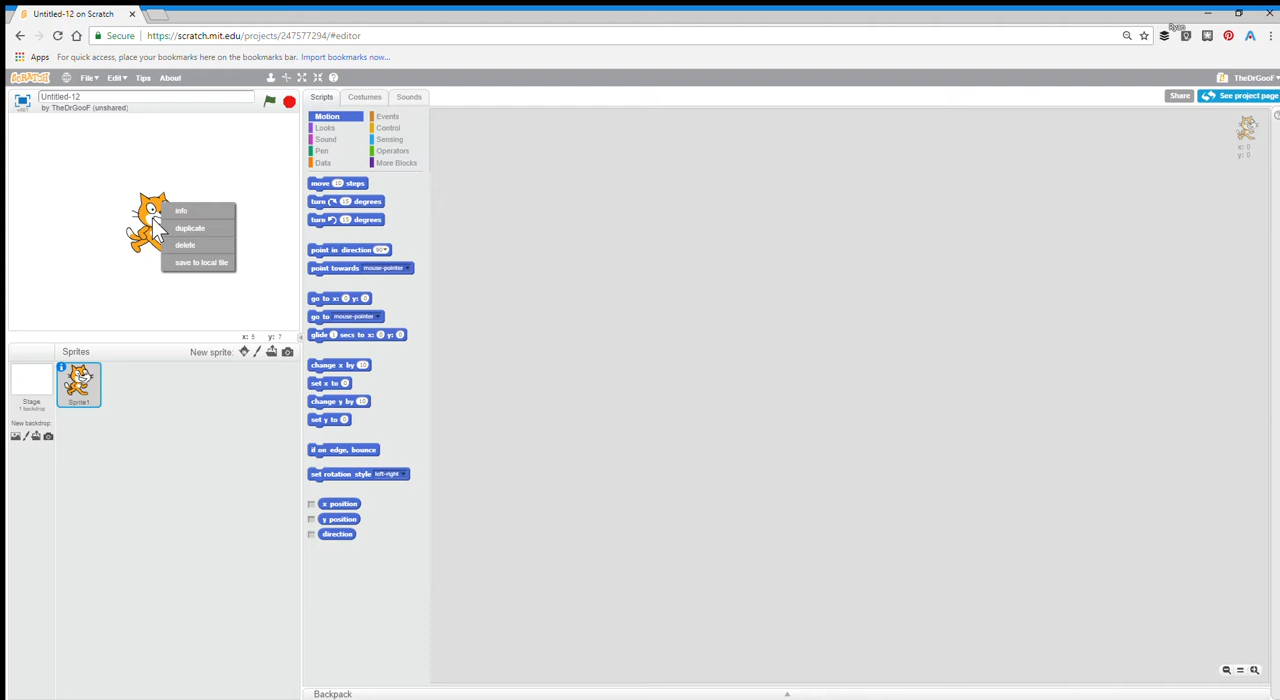 Untitled-12 on Scratch
Ryan
Secure
https://scratch.mit.edu/projects/247577294/#editor
Apps
For quick access, place your bookmarks here on the bookmarks bar. Import bookmarks now...
SCRATCH File Edit Tips About
TheDrGooF
Untitled-12
by TheDrGooF (unshared)
Scripts Costumes Sounds
Share See project page
Motion Events
Looks Control
Sound Sensing
Pen Operators
Data More Blocks
x: 0
y: 0
move 10 steps
turn 15 degrees
turn 15 degrees
point in direction 90
point towards mouse-pointer
go to x: 0 y: 0
go to mouse-pointer
glide 1 secs to x: 0 y: 0
change x by 10
set x to 0
change y by 10
set y to 0
if on edge, bounce
set rotation style left-right
x position
y position
direction
info
duplicate
delete
save to local file
x: 5 y: 7
Sprites New sprite:
Stage
1 backdrop
Sprite1
New backdrop:
Backpack